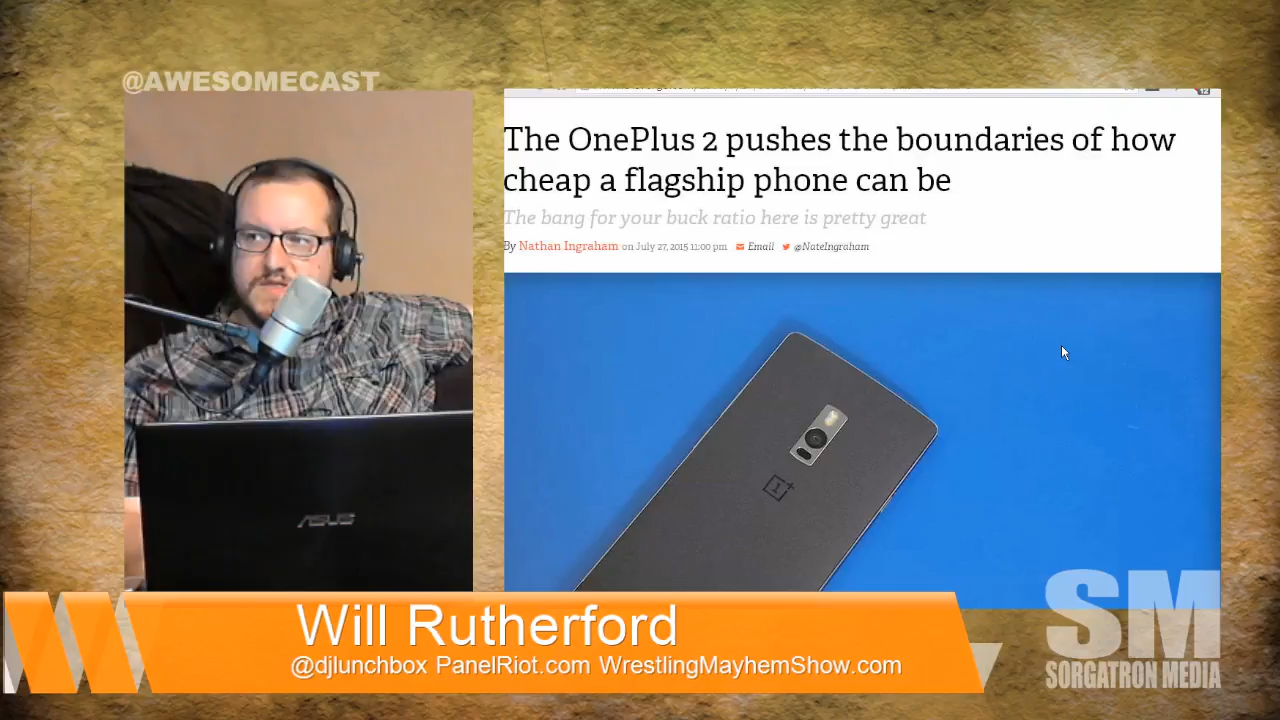 @AWESOMECAST
12
The OnePlus 2 pushes the boundaries of how
cheap a flagship phone can be
The bang for your buck ratio here is pretty great
By Nathan Ingraham on July 27, 2015 11:00 pm Email @NateIngraham
1+
ASUS
Will Rutherford
@djlunchbox PanelRiot.com WrestlingMayhemShow.com
SM
SORGATRON MEDIA